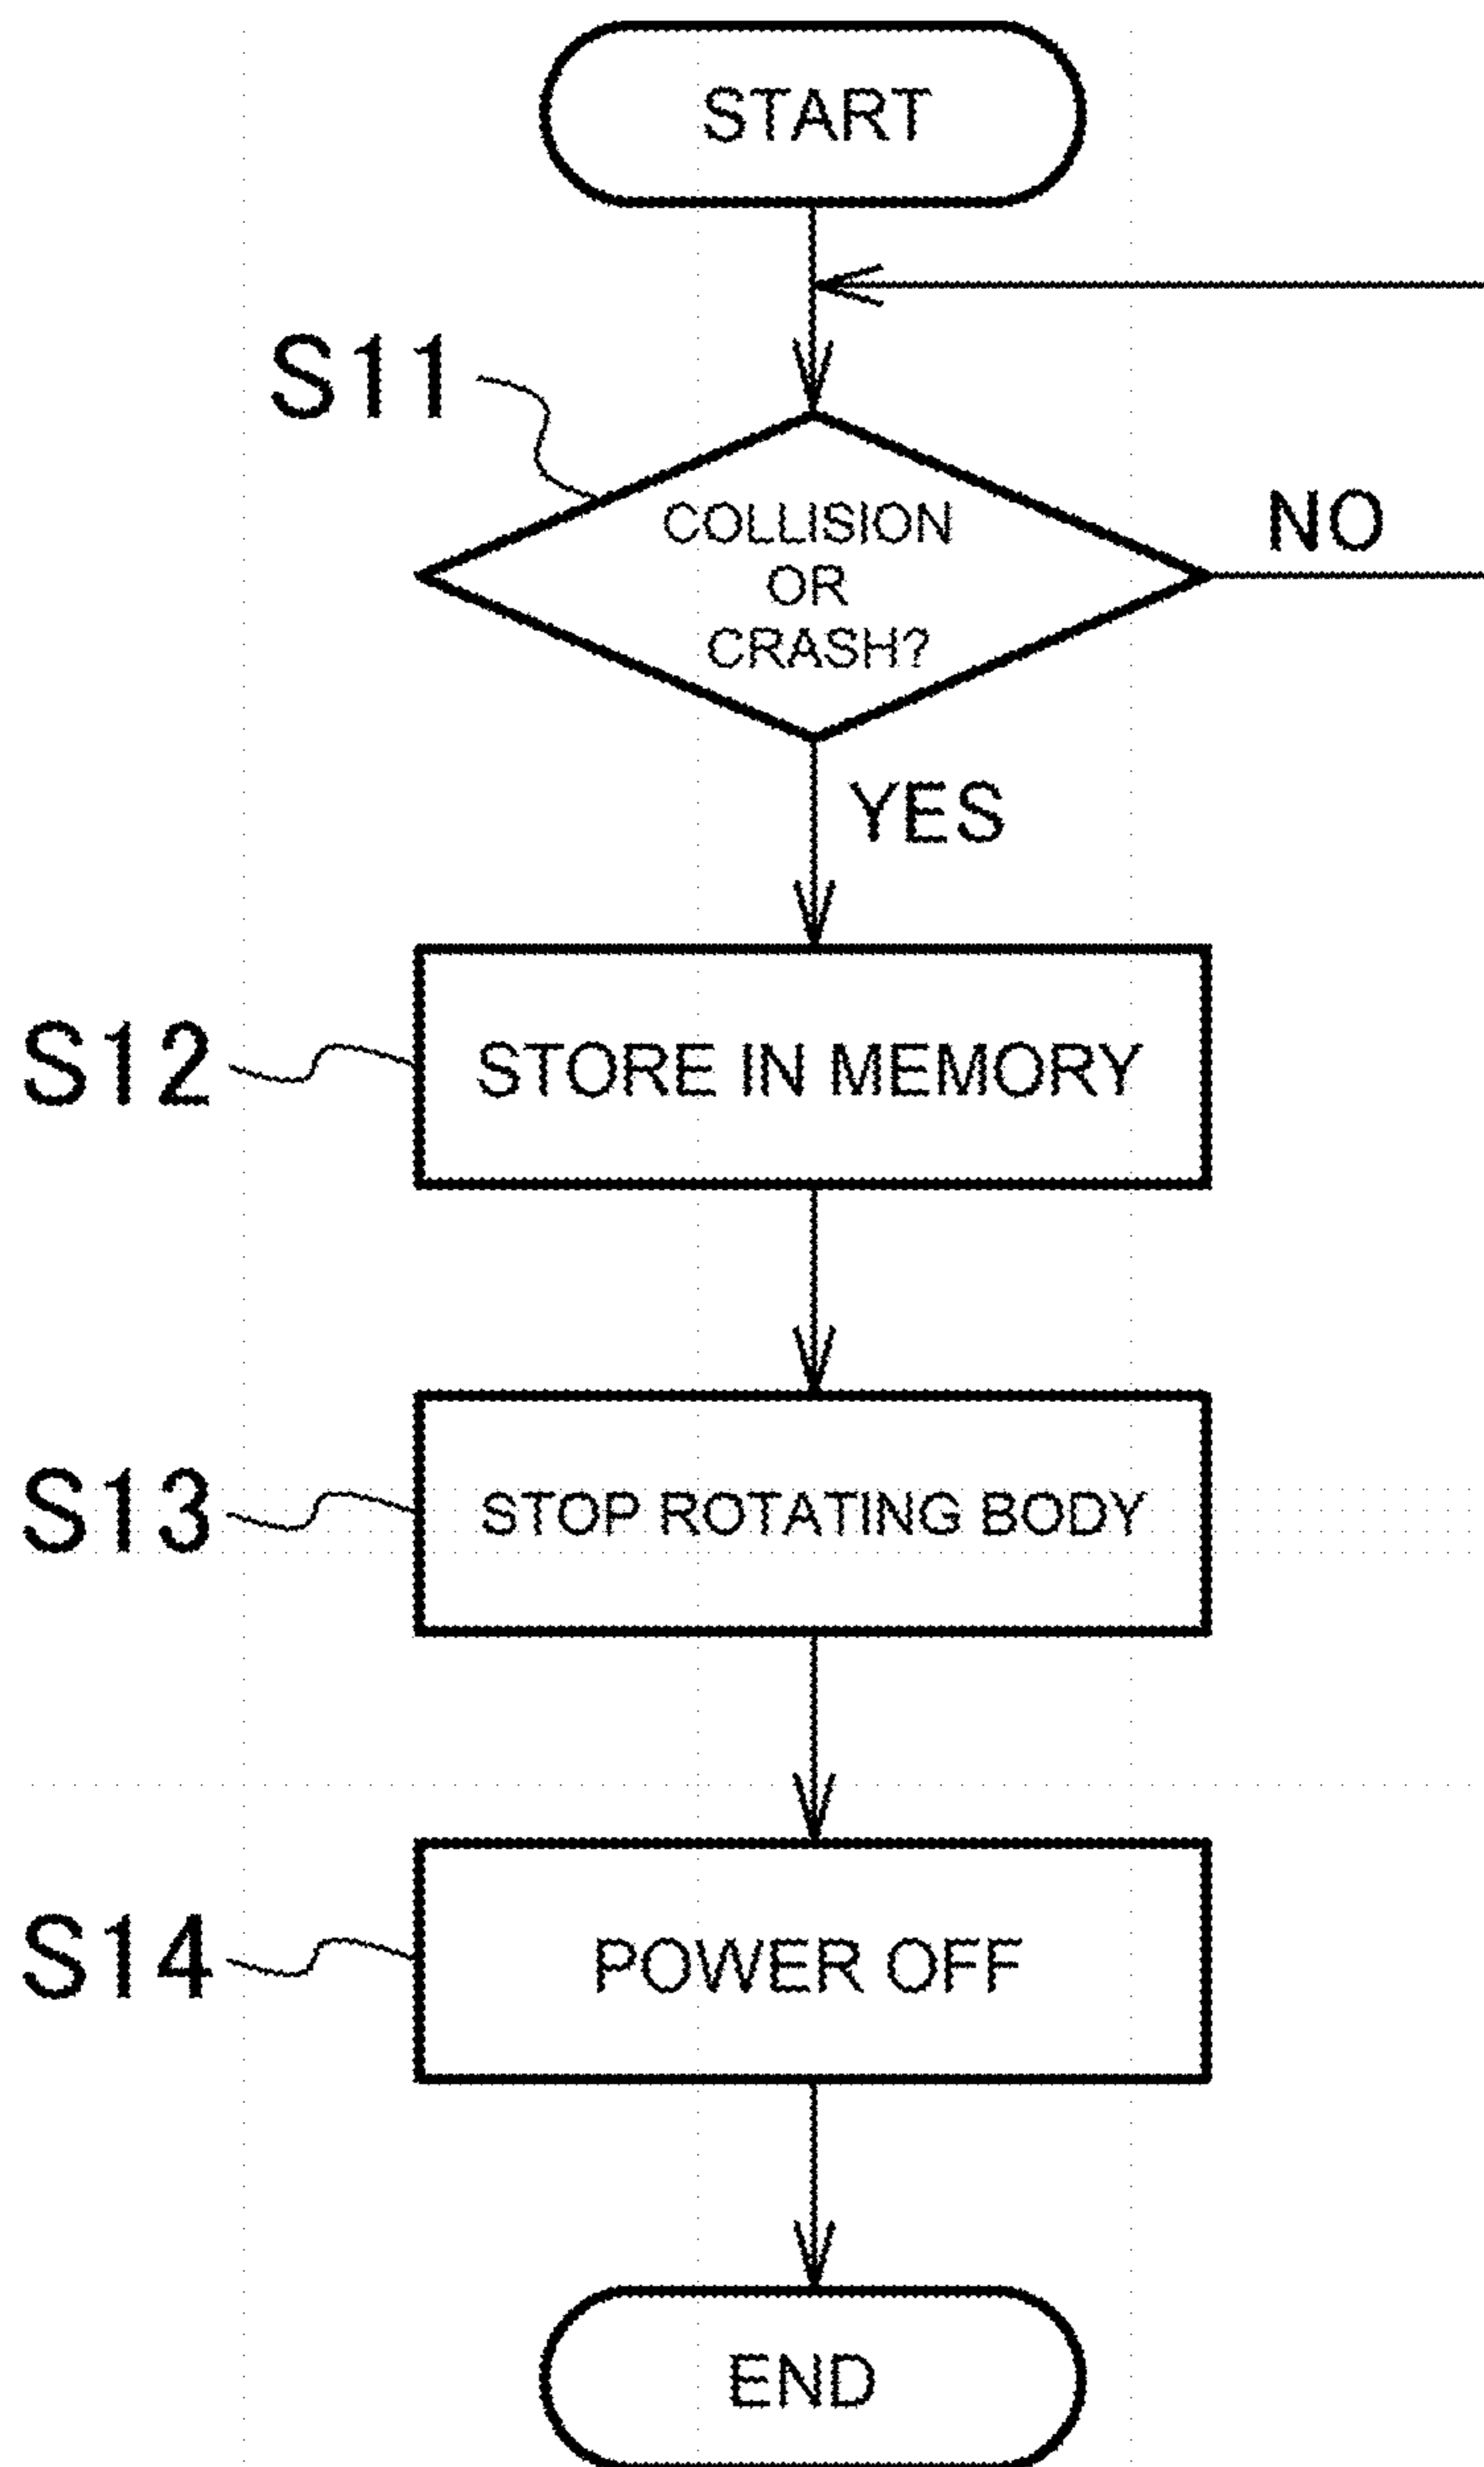 START
S11
COLLISION
OR
CRASH?
NO
YES
S12
STORE IN MEMORY
S13
STOP ROTATING BODY
S14
POWER OFF
END